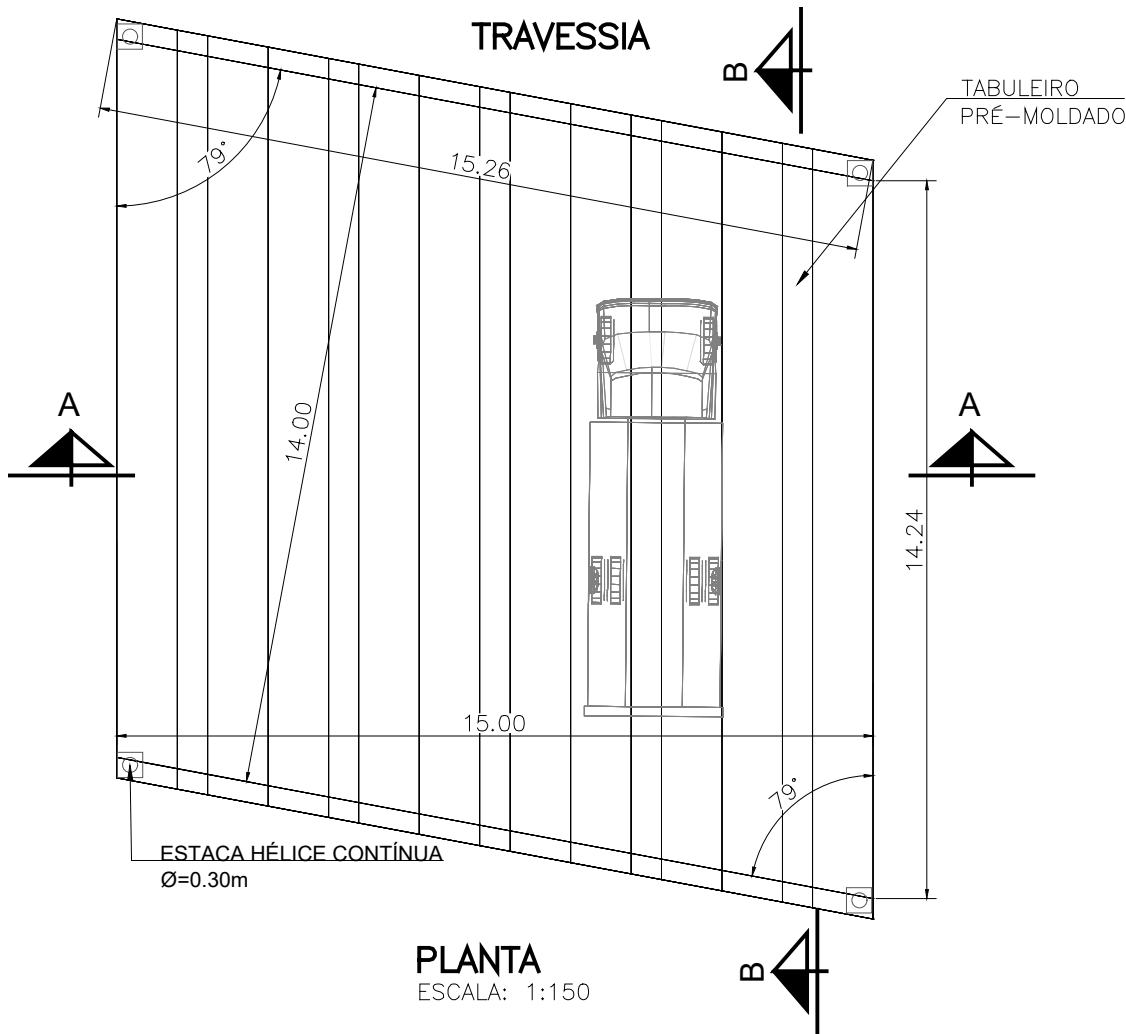 TRAVESSIA
B
TABULEIRO
PRÉ-MOLDADO
79°
15.26
14.00
A
A
14.24
15.00
79°
ESTACA HÉLICE CONTÍNUA
Ø=0.30m
B
PLANTA
ESCALA: 1:150